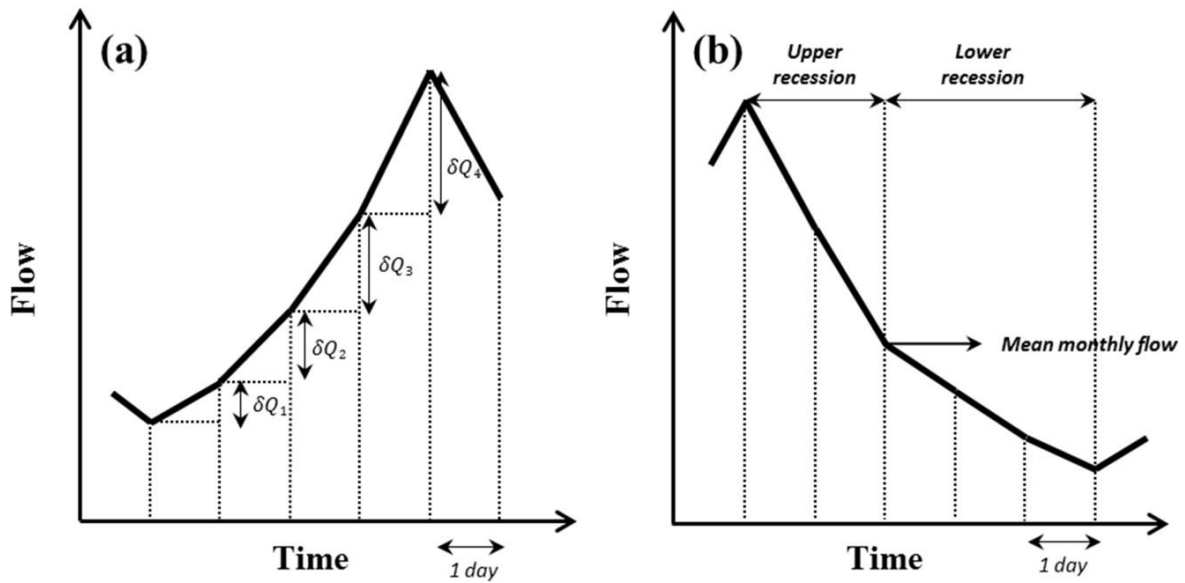 (a)
δQ₄
δQ₃
δQ₂
δQ₁
Flow
Time
1 day
(b)
Upper
recession
Lower
recession
Mean monthly flow
Flow
Time
1 day